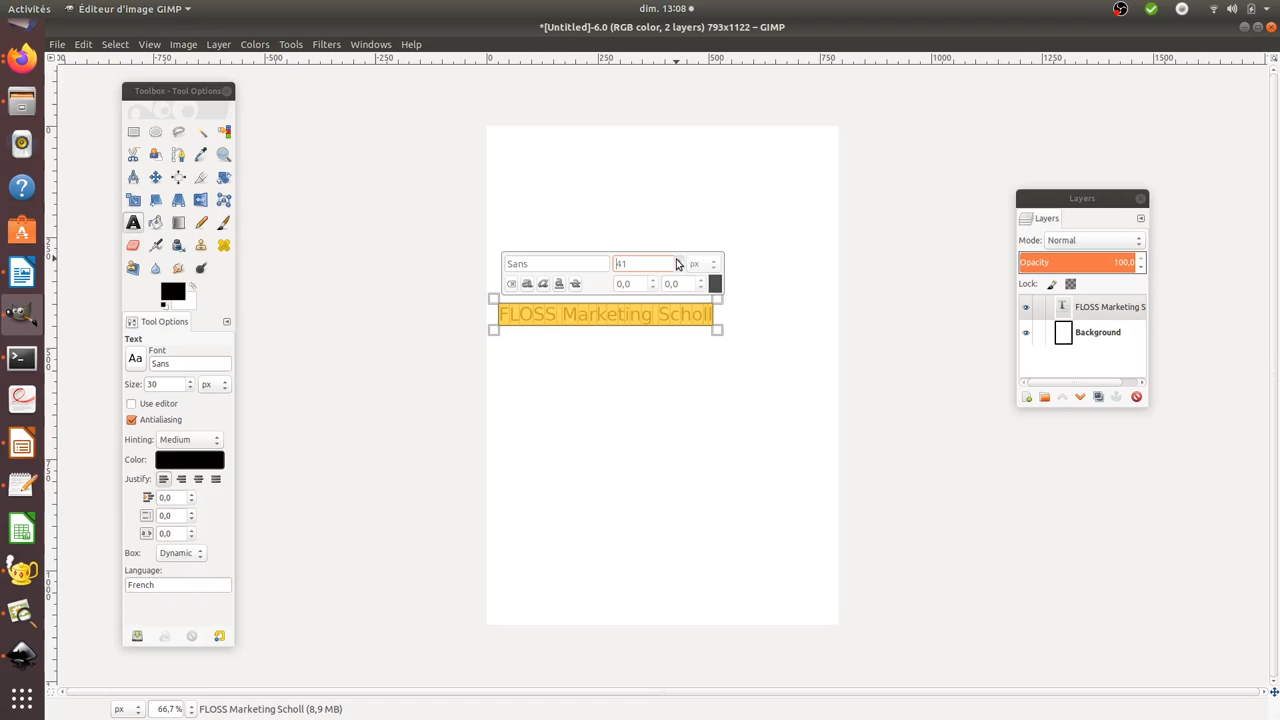 Activités
Éditeur d'image GIMP
dim. 13:08
*[Untitled]-6.0 (RGB color, 2 layers) 793x1122 – GIMP
File Edit Select View Image Layer Colors Tools Filters Windows Help
-750 -500 -250 0 250 500 750 1000 1250 1500
Toolbox - Tool Options
Tool Options
Text
Font
Aa
Sans
Size: 30 px
Use editor
Antialiasing
Hinting: Medium
Color:
Justify:
0,0
0,0
0,0
Box: Dynamic
Language:
French
Sans 41 px
0,0 0,0
FLOSS Marketing Scholl
Layers
Layers
Mode: Normal
Opacity 100,0
Lock:
FLOSS Marketing S
Background
px 66,7 % FLOSS Marketing Scholl (8,9 MB)